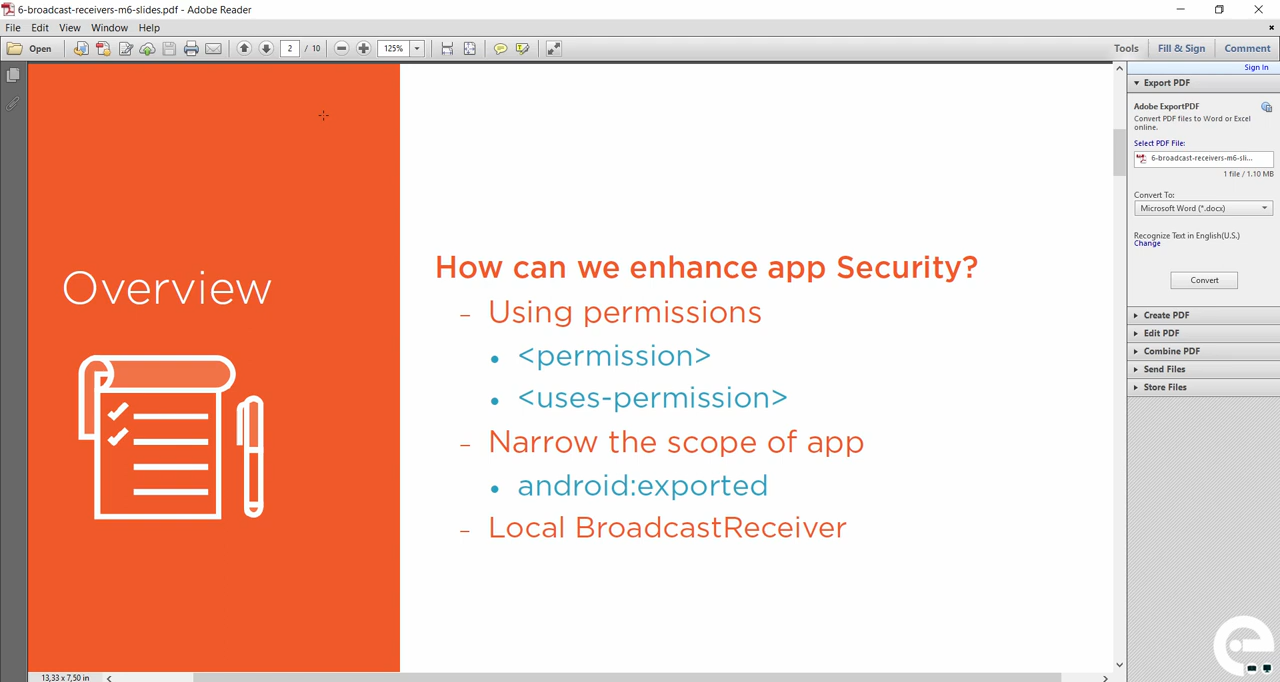 6-broadcast-receivers-m6-slides.pdf - Adobe Reader
File Edit View Window Help
Open 2 / 10 125% Tools Fill & Sign Comment
Sign In
Export PDF
Adobe ExportPDF
Convert PDF files to Word or Excel
online.
Select PDF File:
6-broadcast-receivers-m6-sli...
1 file / 1.10 MB
Convert To:
Microsoft Word (*.docx)
Recognize Text in English(U.S.)
Change
Convert
Create PDF
Edit PDF
Combine PDF
Send Files
Store Files
Overview
How can we enhance app Security?
– Using permissions
• <permission>
• <uses-permission>
– Narrow the scope of app
• android:exported
– Local BroadcastReceiver
13,33 x 7,50 in